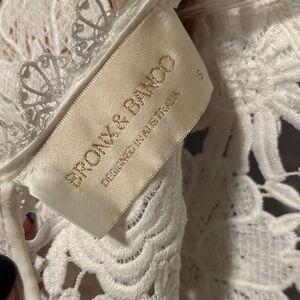 BRONX & BANCO
DESIGNED IN AUSTRALIA
S